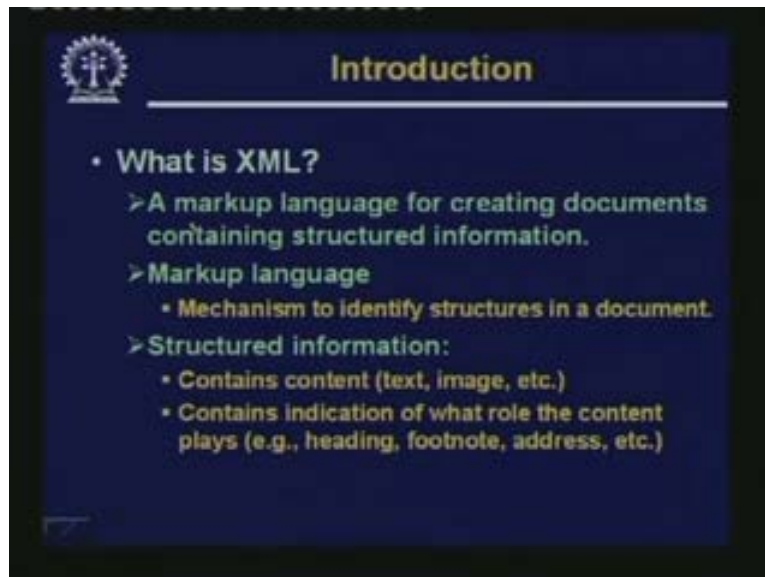 Introduction
• What is XML?
➢A markup language for creating documents
containing structured information.
➢Markup language
▪ Mechanism to identify structures in a document.
➢Structured information:
▪ Contains content (text, image, etc.)
▪ Contains indication of what role the content
plays (e.g., heading, footnote, address, etc.)